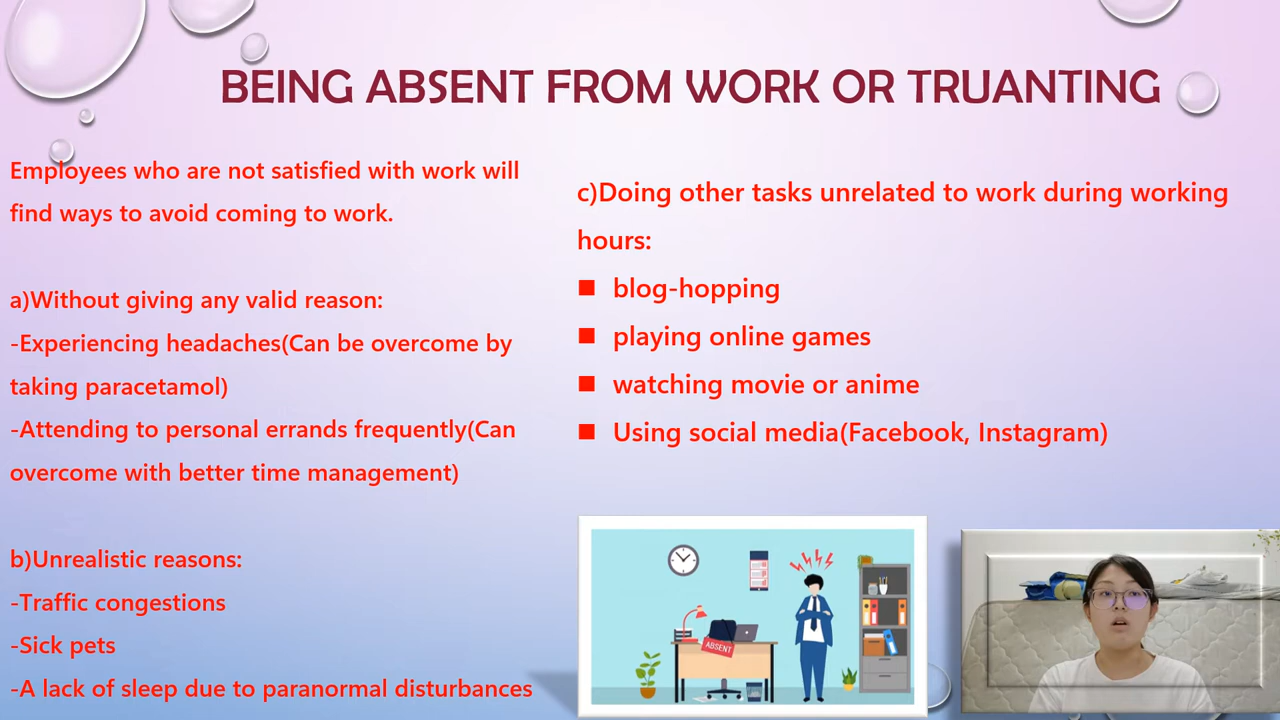 BEING ABSENT FROM WORK OR TRUANTING
Employees who are not satisfied with work will
find ways to avoid coming to work.
a)Without giving any valid reason:
-Experiencing headaches(Can be overcome by
taking paracetamol)
-Attending to personal errands frequently(Can
overcome with better time management)
b)Unrealistic reasons:
-Traffic congestions
-Sick pets
-A lack of sleep due to paranormal disturbances
c)Doing other tasks unrelated to work during working
hours:
blog-hopping
playing online games
watching movie or anime
Using social media(Facebook, Instagram)
ABSENT